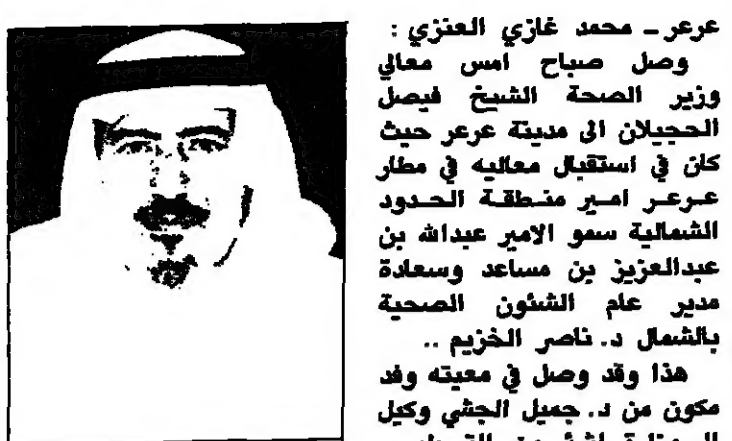 عرعر - محمد غازي العنزي :
وصل صباح امس معالي
وزير الصحة الشيخ فيصل
الحجيلان الى مدينة عرعر حيث
كان في استقبال معاليه في مطار
عرعر امير منطقة الحدود
الشمالية سمو الامير عبدالله بن
عبدالعزيز بن مساعد وسعادة
مدير عام الشئون الصحية
بالشمال د. ناصر الخزيم ..
هذا وقد وصل في معيته وفد
مكون من د. جميل الجشي وكيل